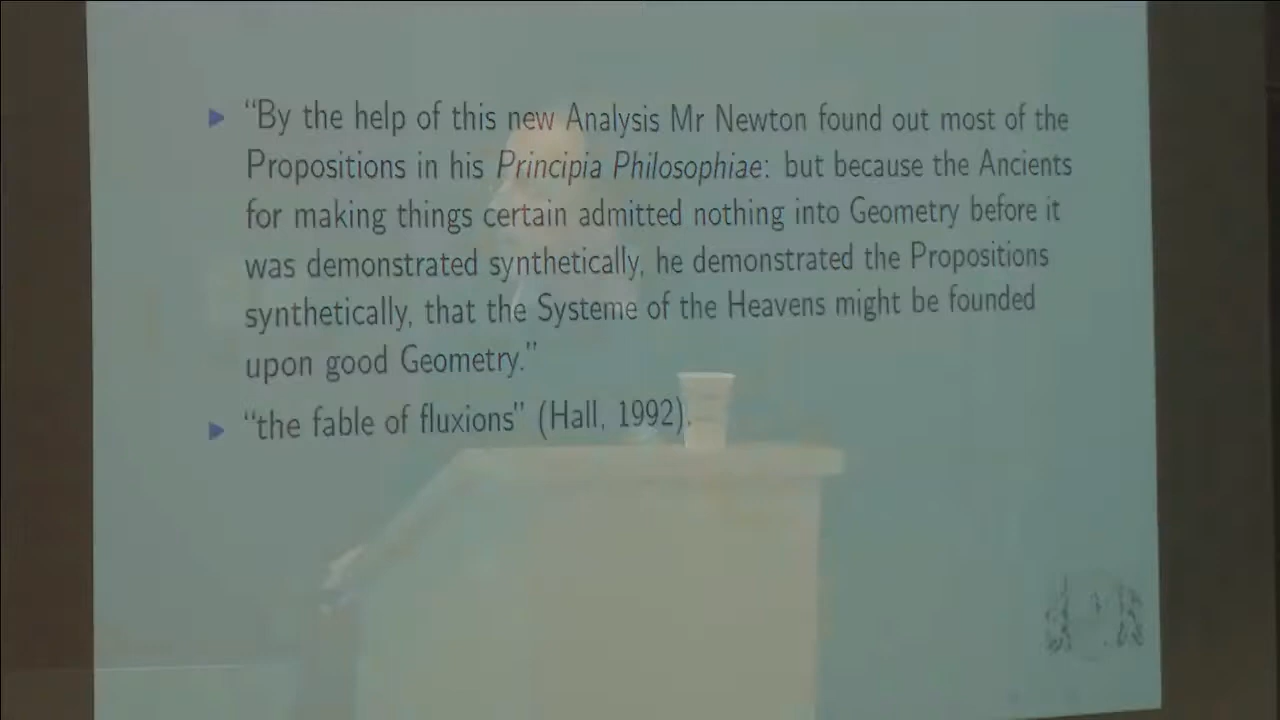 “By the help of this new Analysis Mr Newton found out most of the
Propositions in his Principia Philosophiae: but because the Ancients
for making things certain admitted nothing into Geometry before it
was demonstrated synthetically, he demonstrated the Propositions
synthetically, that the Systeme of the Heavens might be founded
upon good Geometry.”
“the fable of fluxions” (Hall, 1992).